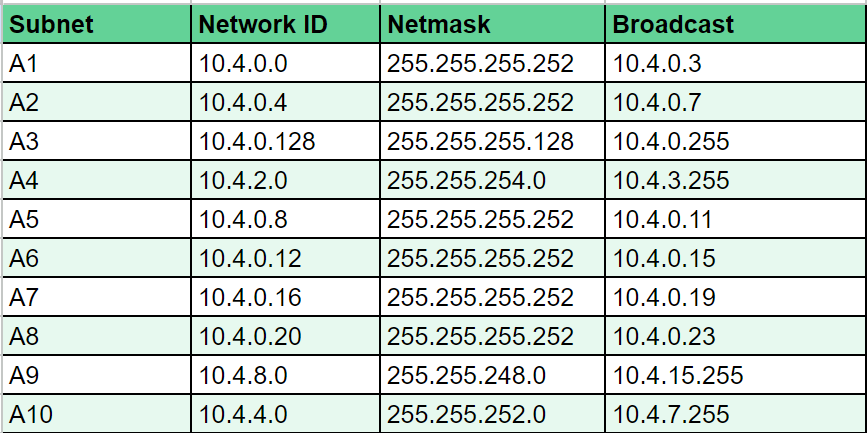 Subnet Network ID Netmask Broadcast
A1 10.4.0.0 255.255.255.252 10.4.0.3
A2 10.4.0.4 255.255.255.252 10.4.0.7
A3 10.4.0.128 255.255.255.128 10.4.0.255
A4 10.4.2.0 255.255.254.0 10.4.3.255
A5 10.4.0.8 255.255.255.252 10.4.0.11
A6 10.4.0.12 255.255.255.252 10.4.0.15
A7 10.4.0.16 255.255.255.252 10.4.0.19
A8 10.4.0.20 255.255.255.252 10.4.0.23
A9 10.4.8.0 255.255.248.0 10.4.15.255
A10 10.4.4.0 255.255.252.0 10.4.7.255